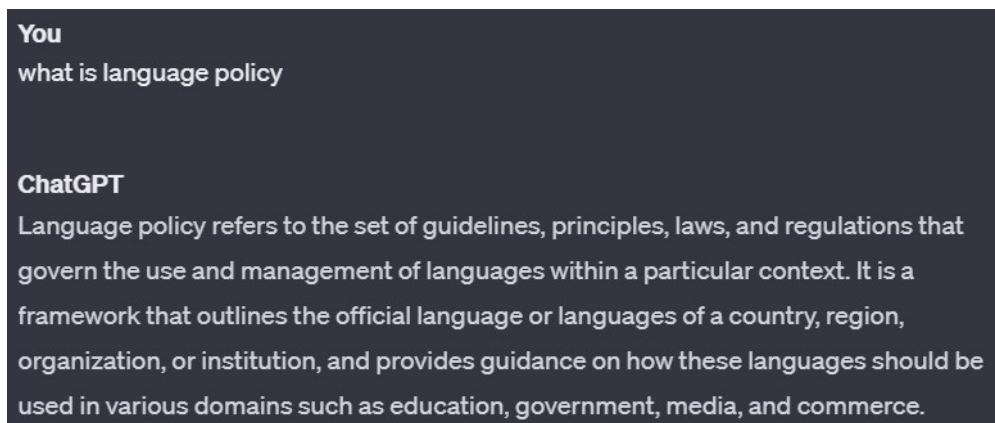 You
what is language policy
ChatGPT
Language policy refers to the set of guidelines, principles, laws, and regulations that
govern the use and management of languages within a particular context. It is a
framework that outlines the official language or languages of a country, region,
organization, or institution, and provides guidance on how these languages should be
used in various domains such as education, government, media, and commerce.